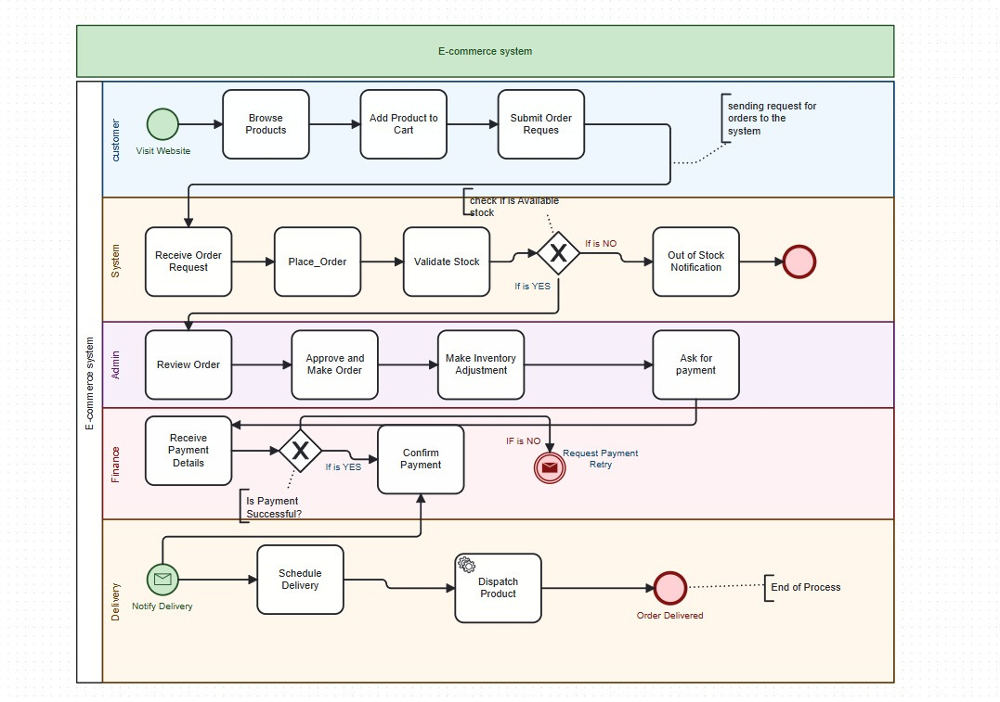 E-commerce system
E-commerce system
customer
Visit Website
Browse
Products
Add Product to
Cart
Submit Order
Reques
sending request for
orders to the
system
System
check if is Available
stock
Receive Order
Request
Place_Order
Validate Stock
If is NO
If is YES
Out of Stock
Notification
Admin
Review Order
Approve and
Make Order
Make Inventory
Adjustment
Ask for
payment
Finance
Receive
Payment
Details
If is YES
Confirm
Payment
IF is NO
Request Payment
Retry
Is Payment
Successful?
Delivery
Notify Delivery
Schedule
Delivery
Dispatch
Product
Order Delivered
End of Process